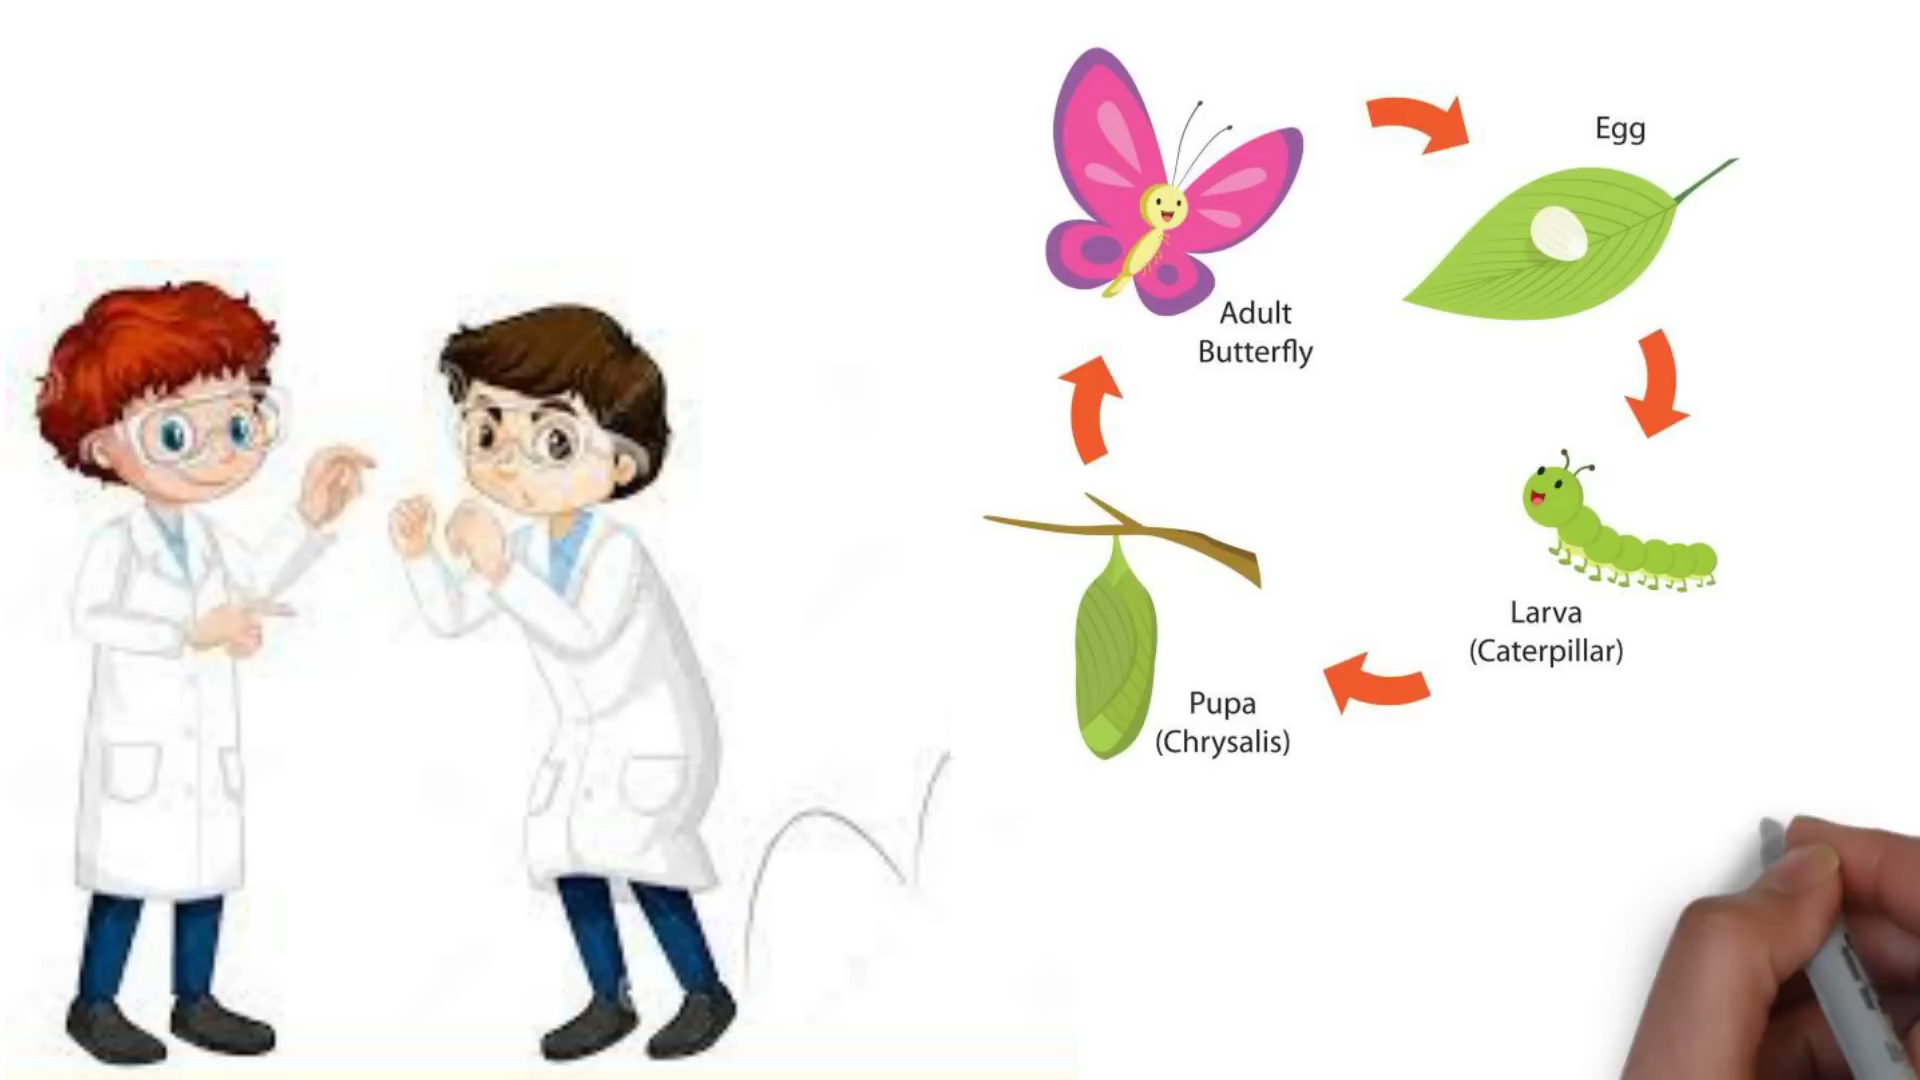 Egg
Adult
Butterfly
Larva
(Caterpillar)
Pupa
(Chrysalis)